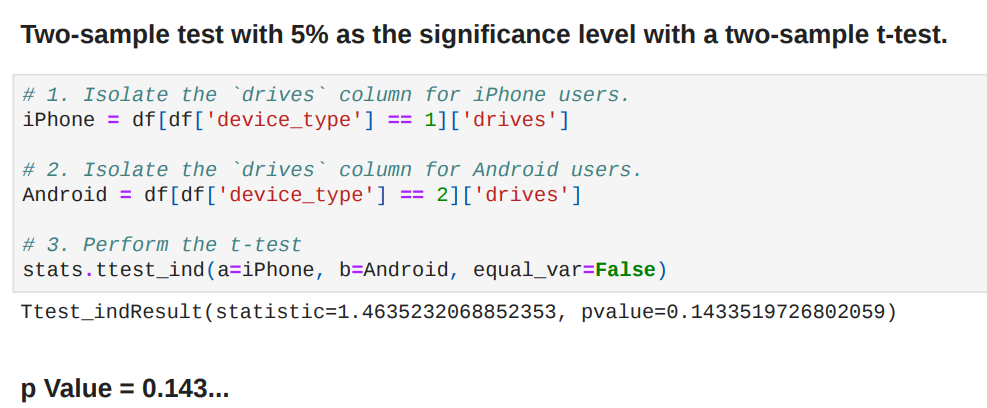 Two-sample test with 5% as the significance level with a two-sample t-test.
# 1. Isolate the `drives` column for iPhone users.
iPhone = df[df['device_type'] == 1]['drives']
# 2. Isolate the `drives` column for Android users.
Android = df[df['device_type'] == 2]['drives']
# 3. Perform the t-test
stats.ttest_ind(a=iPhone, b=Android, equal_var=False)
Ttest_indResult(statistic=1.4635232068852353, pvalue=0.1433519726802059)
p Value = 0.143...